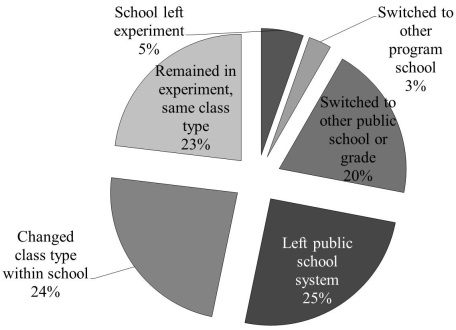 School left
experiment
5%
Switched to
other
program
school
3%
Remained in
experiment,
same class
type
23%
Switched to
other public
school or
grade
20%
Changed
class type
within school
24%
Left public
school
system
25%